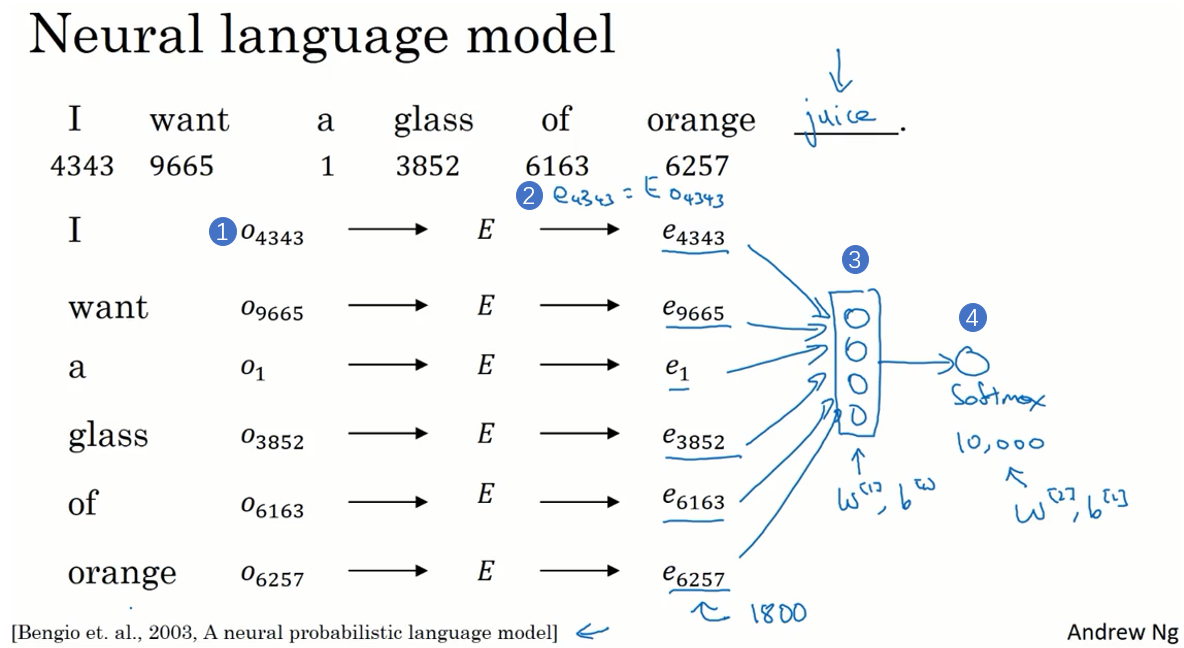 Neural language model
I want a glass of orange juice.
4343 9665 1 3852 6163 6257
2 e4343 = E o4343
I 1 o4343 E e4343
3
want o9665 E e9665
4
a o1 E e1
Softmax
glass o3852 E e3852
10,000
of o6163 E e6163
W[1], b[1]
W[2], b[2]
orange o6257 E e6257
1800
[Bengio et. al., 2003, A neural probabilistic language model]
Andrew Ng